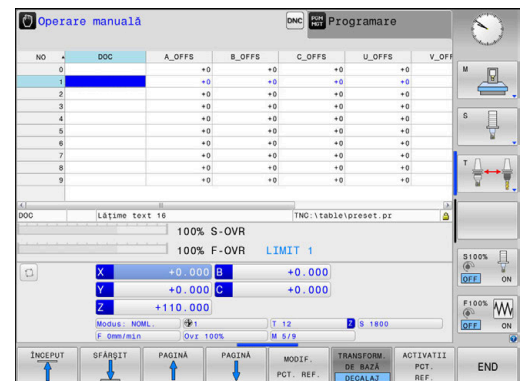 Operare manuală DNC PGM MGT Programare
NO DOC A_OFFS B_OFFS C_OFFS U_OFFS V_OFF
0 +0 +0 +0 +0
1 +0 +0 +0 +0
2 +0 +0 +0 +0
3 +0 +0 +0 +0
4 +0 +0 +0 +0
5 +0 +0 +0 +0
6 +0 +0 +0 +0
7 +0 +0 +0 +0
8 +0 +0 +0 +0
9 +0 +0 +0 +0
DOC Lăţime text 16 TNC:\table\preset.pr
100% S-OVR
100% F-OVR LIMIT 1
X +0.000 B +0.000
Y +0.000 C +0.000
Z +110.000
Modus: NOML. 1 T 12 Z S 1800
F 0mm/min Ovr 100% M 5/9
ÎNCEPUT
SFÂRŞIT
PAGINĂ
PAGINĂ
MODIF.
PCT. REF.
TRANSFORM.
DE BAZĂ
DECALAJ
ACTIVATII
PCT.
REF.
END
M
S
T
S100%
OFF ON
F100%
OFF ON